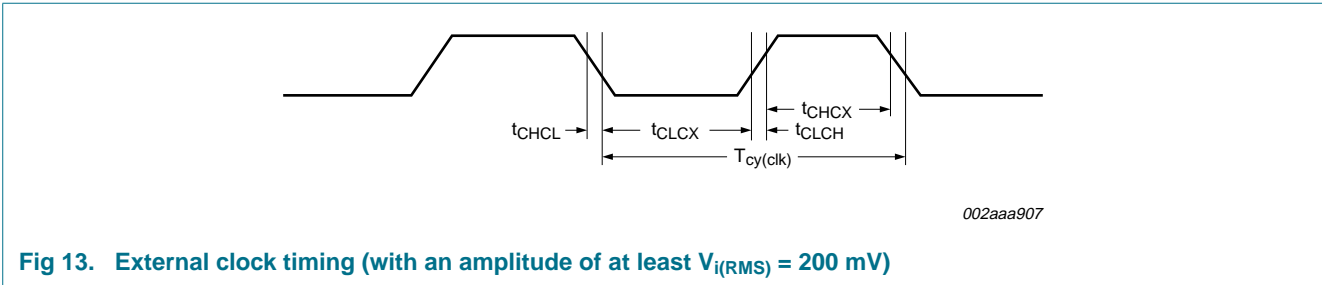 tCHCX
tCHCL
tCLCX
tCLCH
Tcy(clk)
002aaa907
Fig 13. External clock timing (with an amplitude of at least Vi(RMS) = 200 mV)